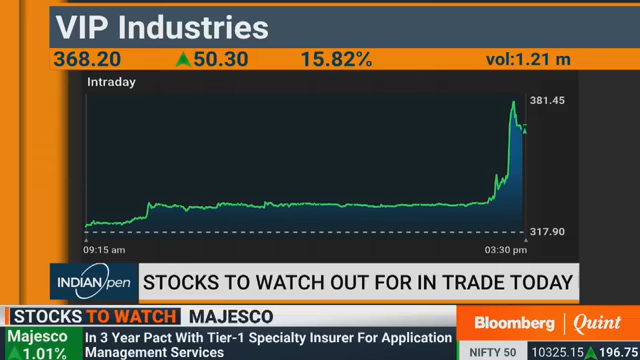 VIP Industries
368.20 50.30 15.82% vol:1.21 m
Intraday
381.45
317.90
09:15 am 03:30 pm
INDIAN Open STOCKS TO WATCH OUT FOR IN TRADE TODAY
STOCKS TO WATCH MAJESCO
Majesco
1.01%
In 3 Year Pact With Tier-1 Specialty Insurer For Application
Management Services
Bloomberg Quint
NIFTY 50 10325.15 196.75